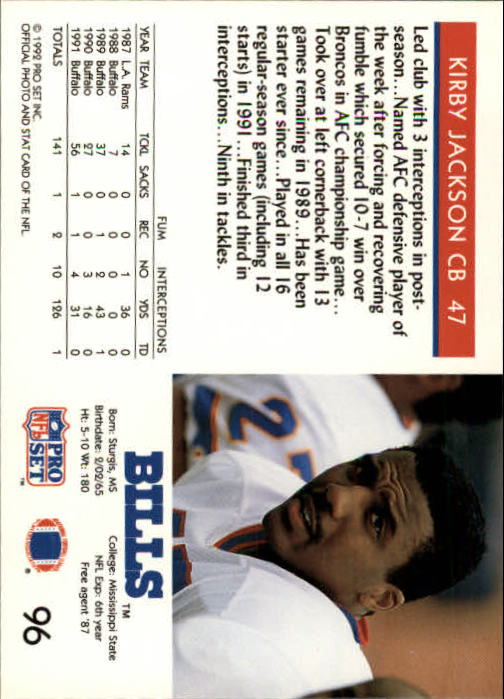 KIRBY JACKSON CB 47
Led club with 3 interceptions in post-
season...Named AFC defensive player of
the week after forcing and recovering
fumble which secured 10-7 win over
Broncos in AFC championship game...
Took over at left cornerback with 13
games remaining in 1989...Has been
starter ever since...Played in all 16
regular-season games (including 12
starts) in 1991...Finished third in
interceptions...Ninth in tackles.
FUM INTERCEPTIONS
YEAR TEAM TCKL SACKS REC NO YDS TD
1987 L.A. Rams 14 0 0 1 36 0
1988 Buffalo 7 0 0 0 0 0
1989 Buffalo 37 0 1 2 43 1
1990 Buffalo 27 0 0 3 16 0
1991 Buffalo 56 1 1 4 31 0
TOTALS 141 1 2 10 126 1
© 1992 PRO SET INC.
OFFICIAL PHOTO AND STAT CARD OF THE NFL
27
BILLS™
Born: Sturgis, MS College: Mississippi State
Birthdate: 2/02/65 NFL Exp: 6th year
Ht: 5-10 Wt: 180 Free agent '87
PRO
NFL SET™
®
96